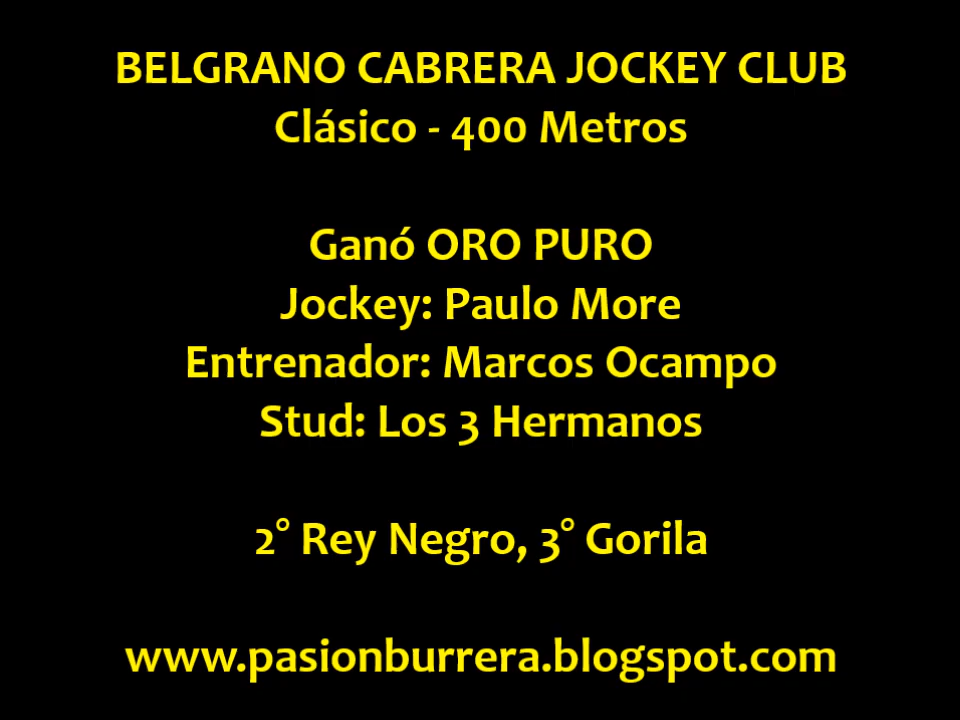 BELGRANO CABRERA JOCKEY CLUB
Clásico - 400 Metros
Ganó ORO PURO
Jockey: Paulo More
Entrenador: Marcos Ocampo
Stud: Los 3 Hermanos
2° Rey Negro, 3° Gorila
www.pasionburrera.blogspot.com